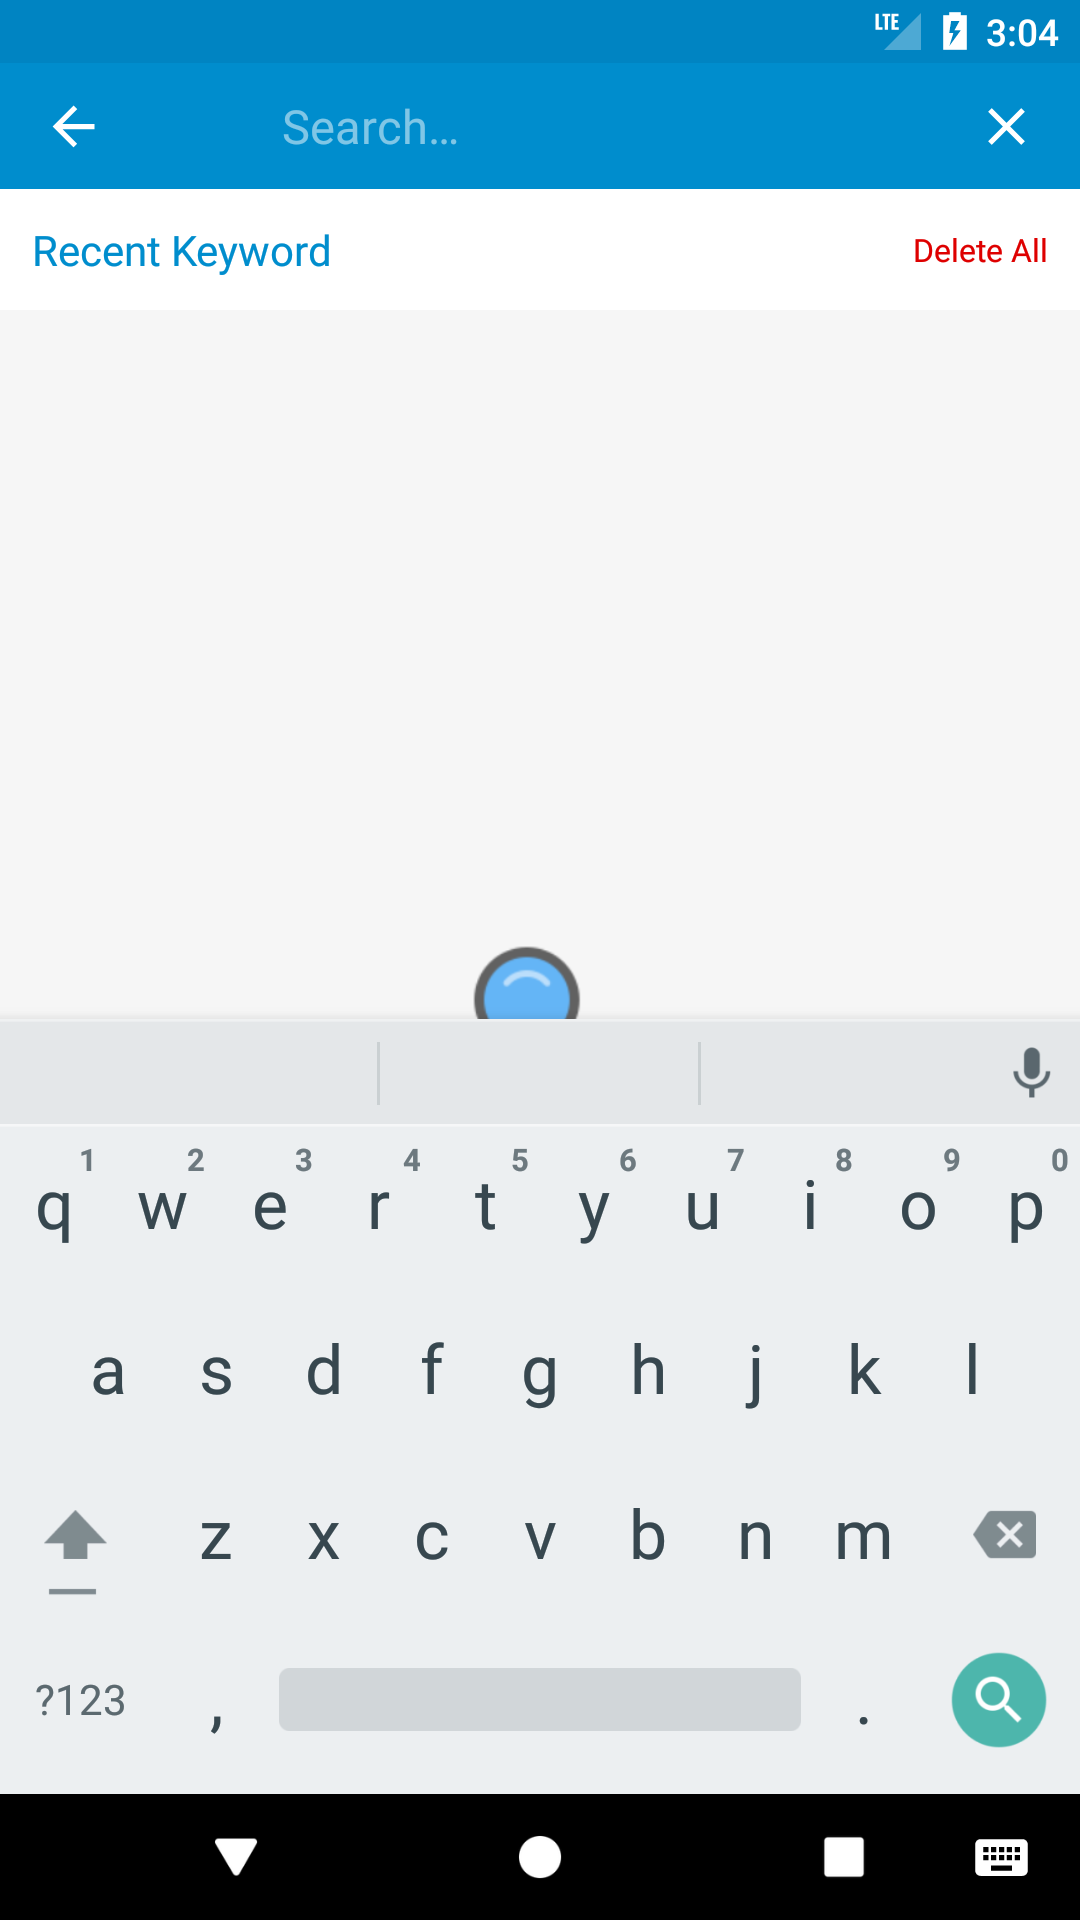 LTE 3:04
Search...
Recent Keyword Delete All
1 2 3 4 5 6 7 8 9 0
q w e r t y u i o p
a s d f g h j k l
z x c v b n m
?123 , .